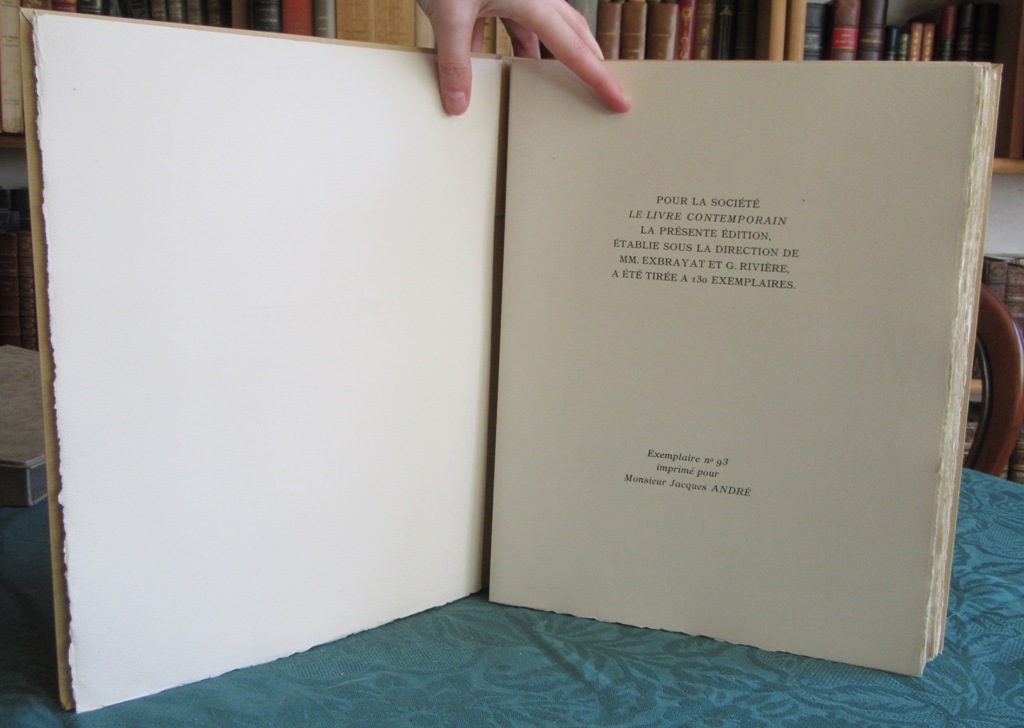 POUR LA SOCIÉTÉ
LE LIVRE CONTEMPORAIN
LA PRÉSENTE ÉDITION,
ÉTABLIE SOUS LA DIRECTION DE
MM. EXBRAYAT ET G. RIVIÈRE,
A ÉTÉ TIRÉE A 130 EXEMPLAIRES.
Exemplaire nº 93
imprimé pour
Monsieur Jacques ANDRÉ